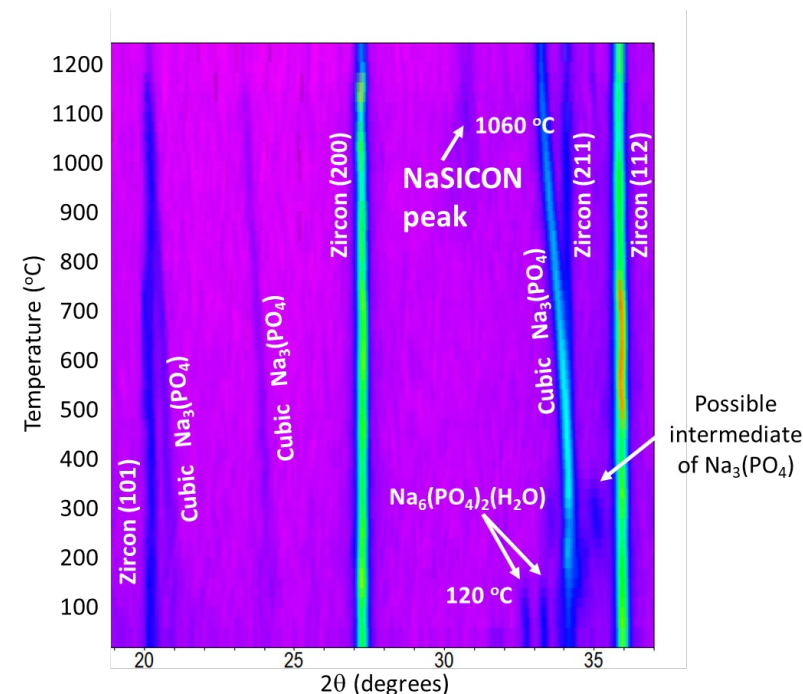 1200
1100
1000
900
800
700
600
500
400
300
200
100
Temperature (°C)
20
25
30
35
2θ (degrees)
Zircon (101)
Cubic Na₃(PO₄)
Cubic Na₃(PO₄)
Zircon (200)
1060 °C
NaSICON
peak
Cubic Na₃(PO₄)
Zircon (211)
Zircon (112)
Na₆(PO₄)₂(H₂O)
120 °C
Possible
intermediate
of Na₃(PO₄)